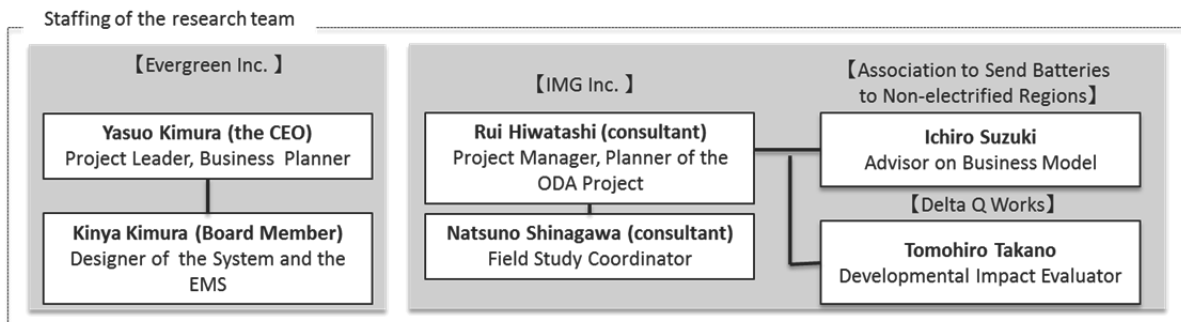 Staffing of the research team
【Evergreen Inc. 】
Yasuo Kimura (the CEO)
Project Leader, Business Planner
Kinya Kimura (Board Member)
Designer of the System and the
EMS
【IMG Inc. 】
Rui Hiwatashi (consultant)
Project Manager, Planner of the
ODA Project
Natsuno Shinagawa (consultant)
Field Study Coordinator
【Association to Send Batteries
to Non-electrified Regions】
Ichiro Suzuki
Advisor on Business Model
【Delta Q Works】
Tomohiro Takano
Developmental Impact Evaluator